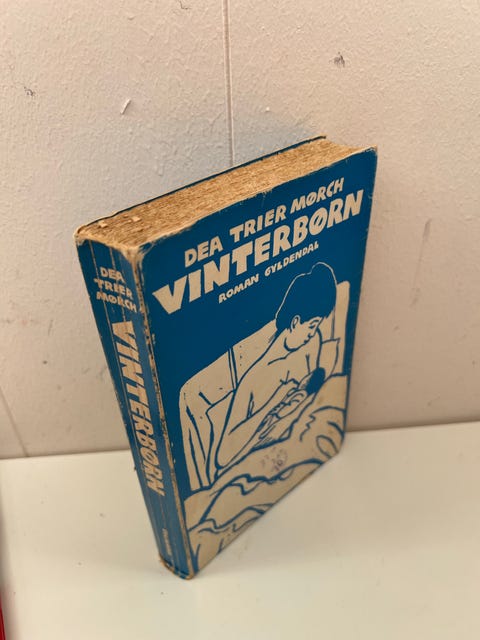 DEA TRIER MØRCH
VINTERBØRN
ROMAN GYLDENDAL
DEA
TRIER
MØRCH
VINTERBØRN